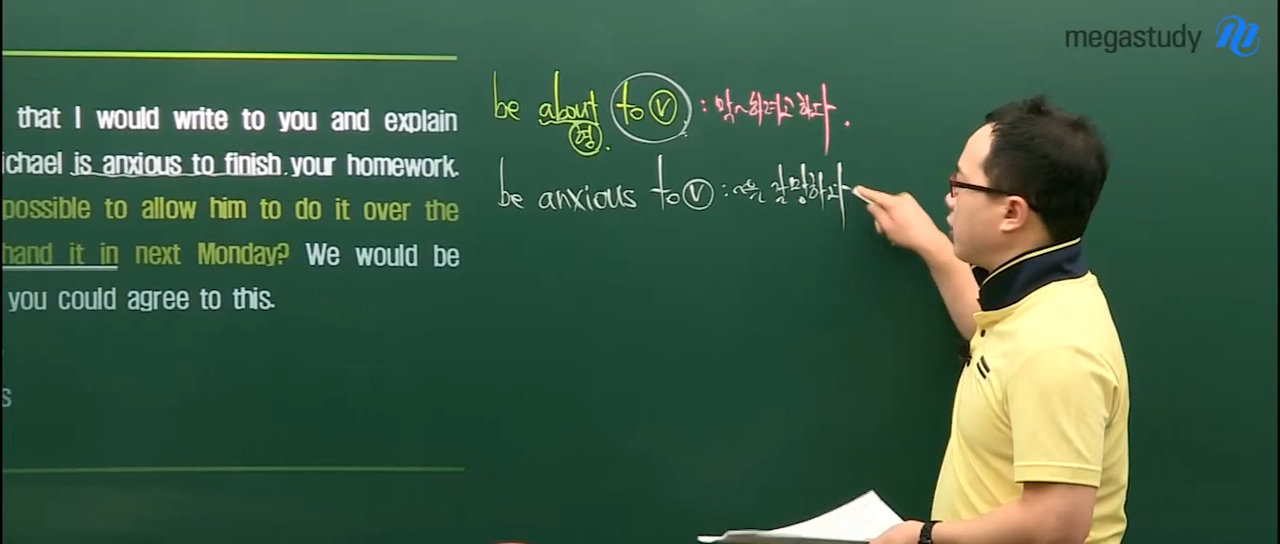 megastudy
that I would write to you and explain
ichael is anxious to finish your homework.
possible to allow him to do it over the
hand it in next Monday? We would be
you could agree to this.
s
be about to ⓥ : 막 ~하려고 하다.
형.
be anxious to ⓥ : ~를 갈망하다